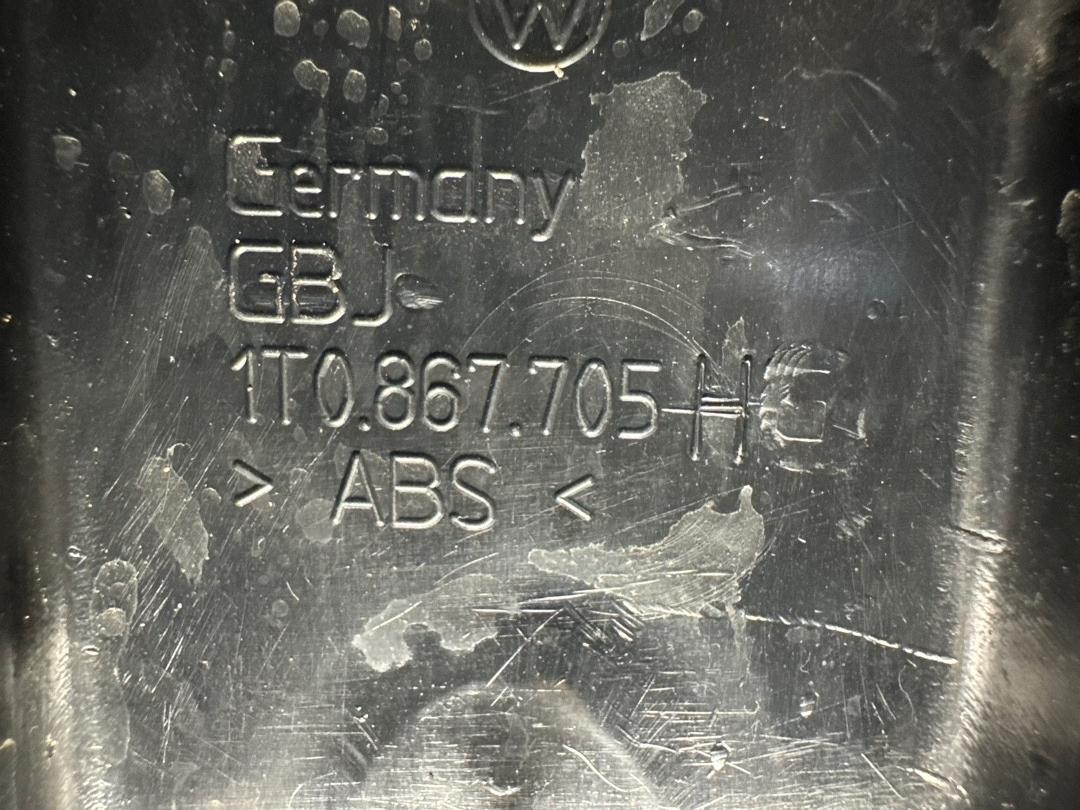 Germany
GBJ
1T0.867.705 H
> ABS <